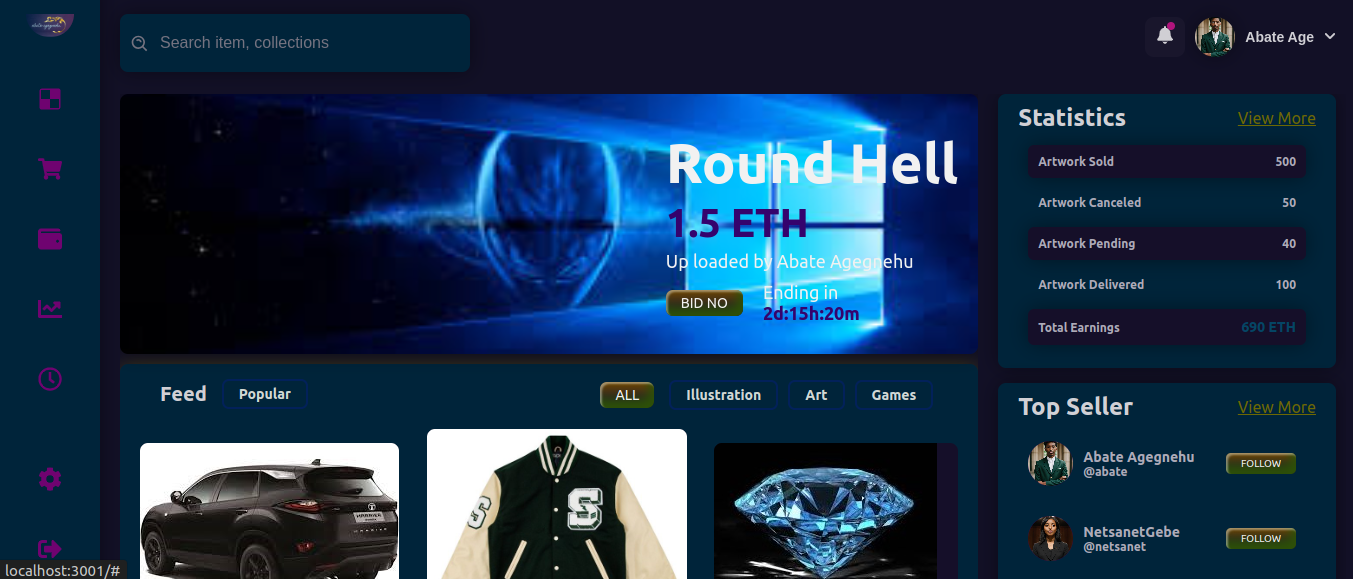 Search item, collections
Abate Age
Round Hell
1.5 ETH
Up loaded by Abate Agegnehu
BID NO
Ending in
2d:15h:20m
Statistics
View More
Artwork Sold
500
Artwork Canceled
50
Artwork Pending
40
Artwork Delivered
100
Total Earnings
690 ETH
Feed
Popular
ALL
Illustration
Art
Games
S
S
HARRIER
Top Seller
View More
Abate Agegnehu
@abate
FOLLOW
NetsanetGebe
@netsanet
FOLLOW
localhost:3001/#